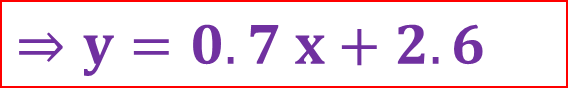 ⇒ y = 0.7 x + 2.6